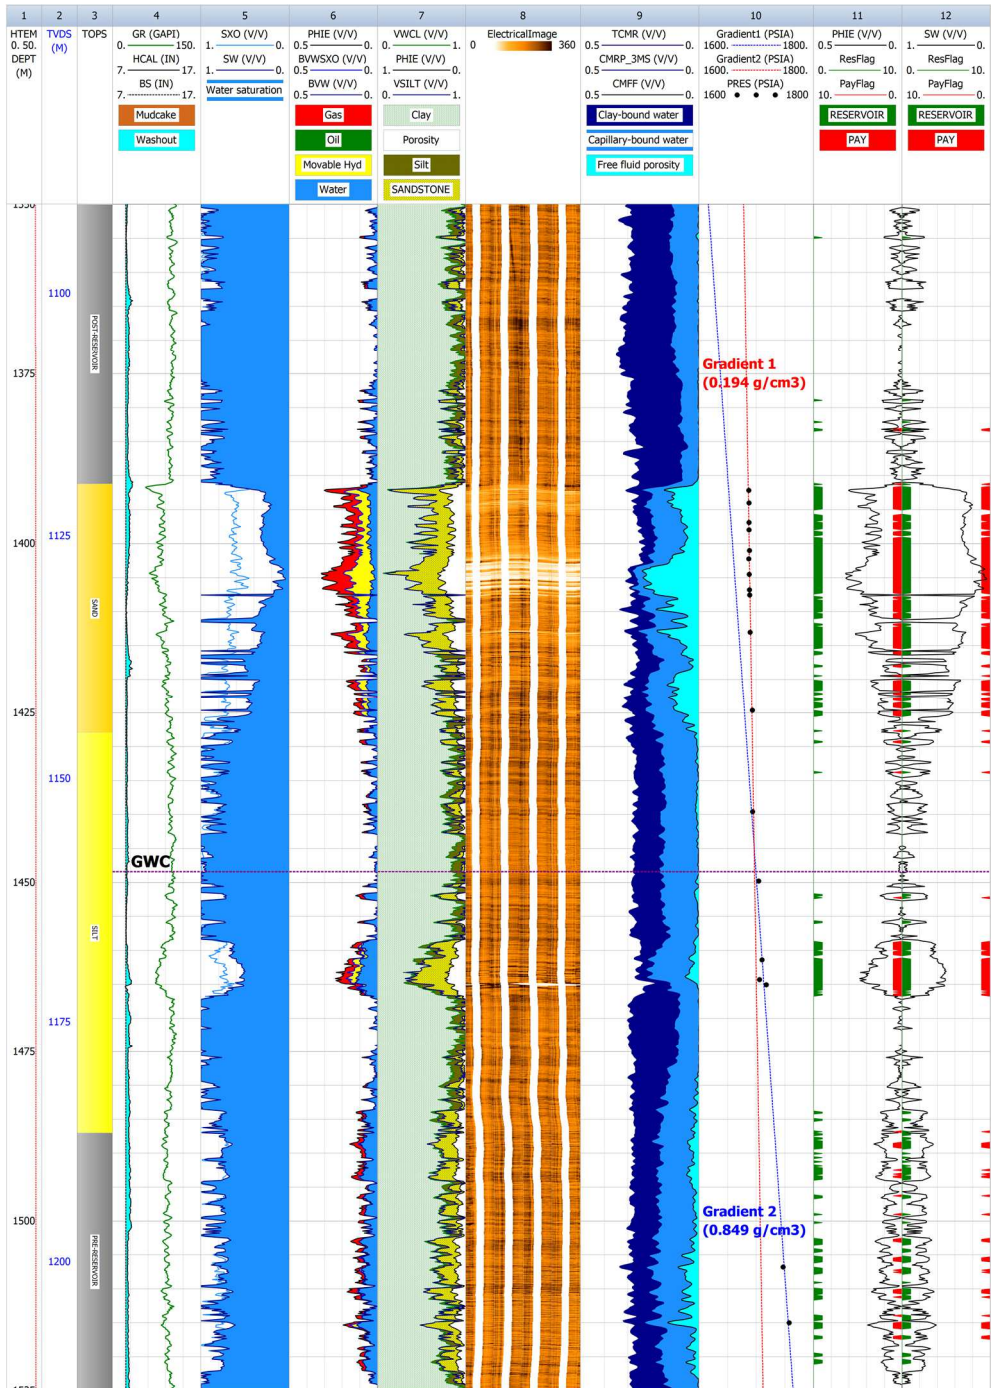 1 2 3 4 5 6 7 8 9 10 11 12
HTEM
0. 50.
DEPT
(M)
TVDS
(M)
TOPS
GR (GAPI)
0. 150.
HCAL (IN)
7. 17.
BS (IN)
7. 17.
Mudcake
Washout
SXO (V/V)
1. 0.
SW (V/V)
1. 0.
Water saturation
PHIE (V/V)
0.5 0.
BVWSXO (V/V)
0.5 0.
BVW (V/V)
0.5 0.
Gas
Oil
Movable Hyd
Water
VWCL (V/V)
0. 1.
PHIE (V/V)
1. 0.
VSILT (V/V)
0. 1.
Clay
Porosity
Silt
SANDSTONE
ElectricalImage
0 360
TCMR (V/V)
0.5 0.
CMRP_3MS (V/V)
0.5 0.
CMFF (V/V)
0.5 0.
Clay-bound water
Capillary-bound water
Free fluid porosity
Gradient1 (PSIA)
1600. 1800.
Gradient2 (PSIA)
1600. 1800.
PRES (PSIA)
1600 1800
PHIE (V/V)
0.5 0.
ResFlag
0. 10.
PayFlag
10. 0.
RESERVOIR
PAY
SW (V/V)
1. 0.
ResFlag
0. 10.
PayFlag
10. 0.
RESERVOIR
PAY
1100
POST-RESERVOIR
1375
Gradient 1
(0.194 g/cm3)
1125
1400
SAND
1425
1150
GWC
1450
SILT
1175
1475
1500
Gradient 2
(0.849 g/cm3)
PRE-RESERVOIR
1200